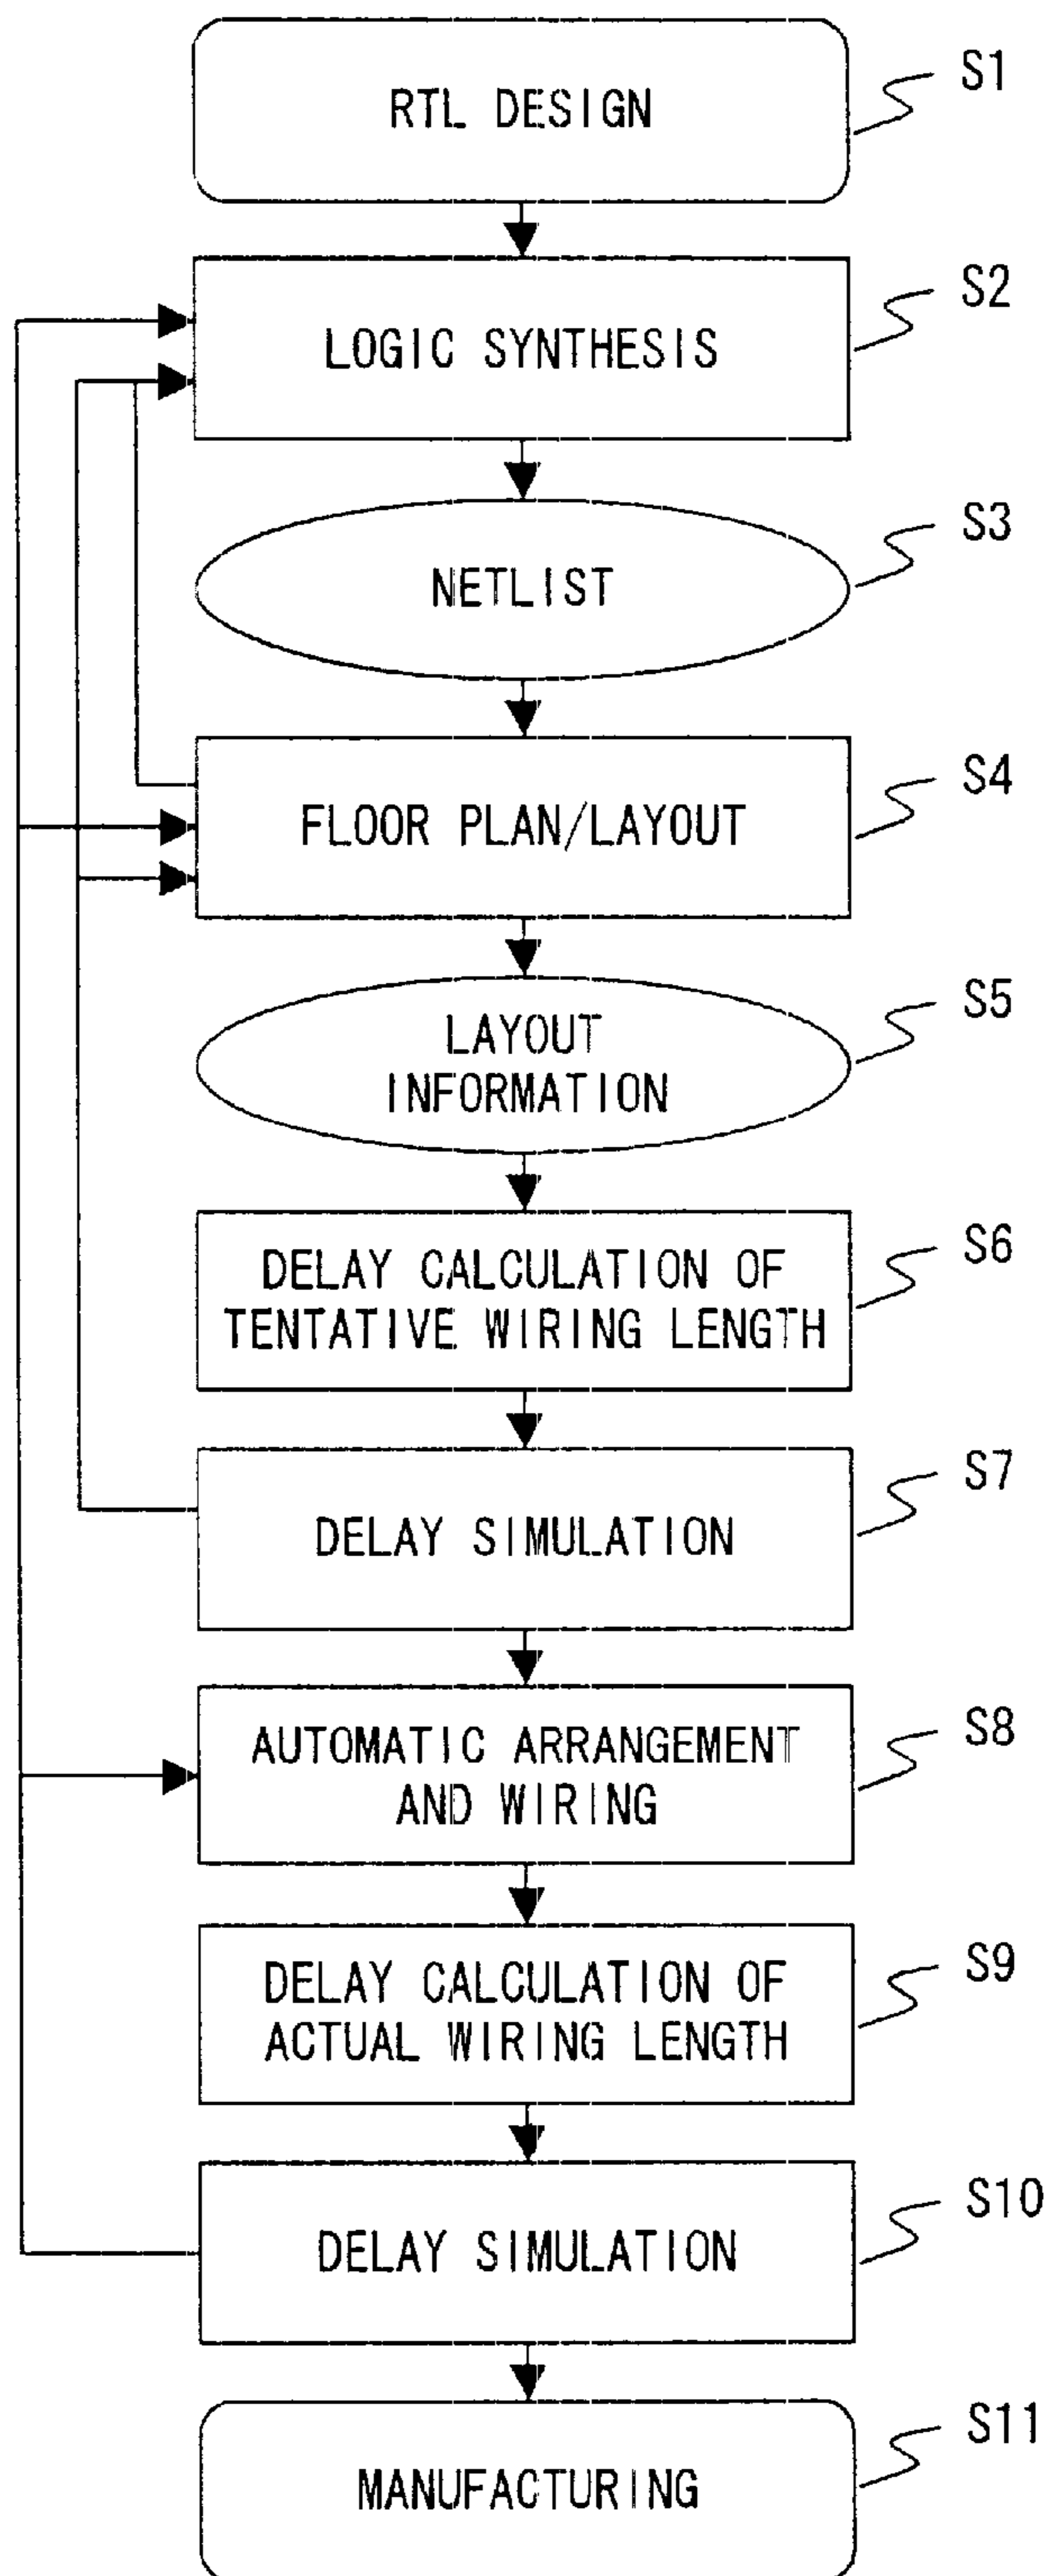 RTL DESIGN
S1
LOGIC SYNTHESIS
S2
NETLIST
S3
FLOOR PLAN/LAYOUT
S4
LAYOUT
INFORMATION
S5
DELAY CALCULATION OF
TENTATIVE WIRING LENGTH
S6
DELAY SIMULATION
S7
AUTOMATIC ARRANGEMENT
AND WIRING
S8
DELAY CALCULATION OF
ACTUAL WIRING LENGTH
S9
DELAY SIMULATION
S10
MANUFACTURING
S11